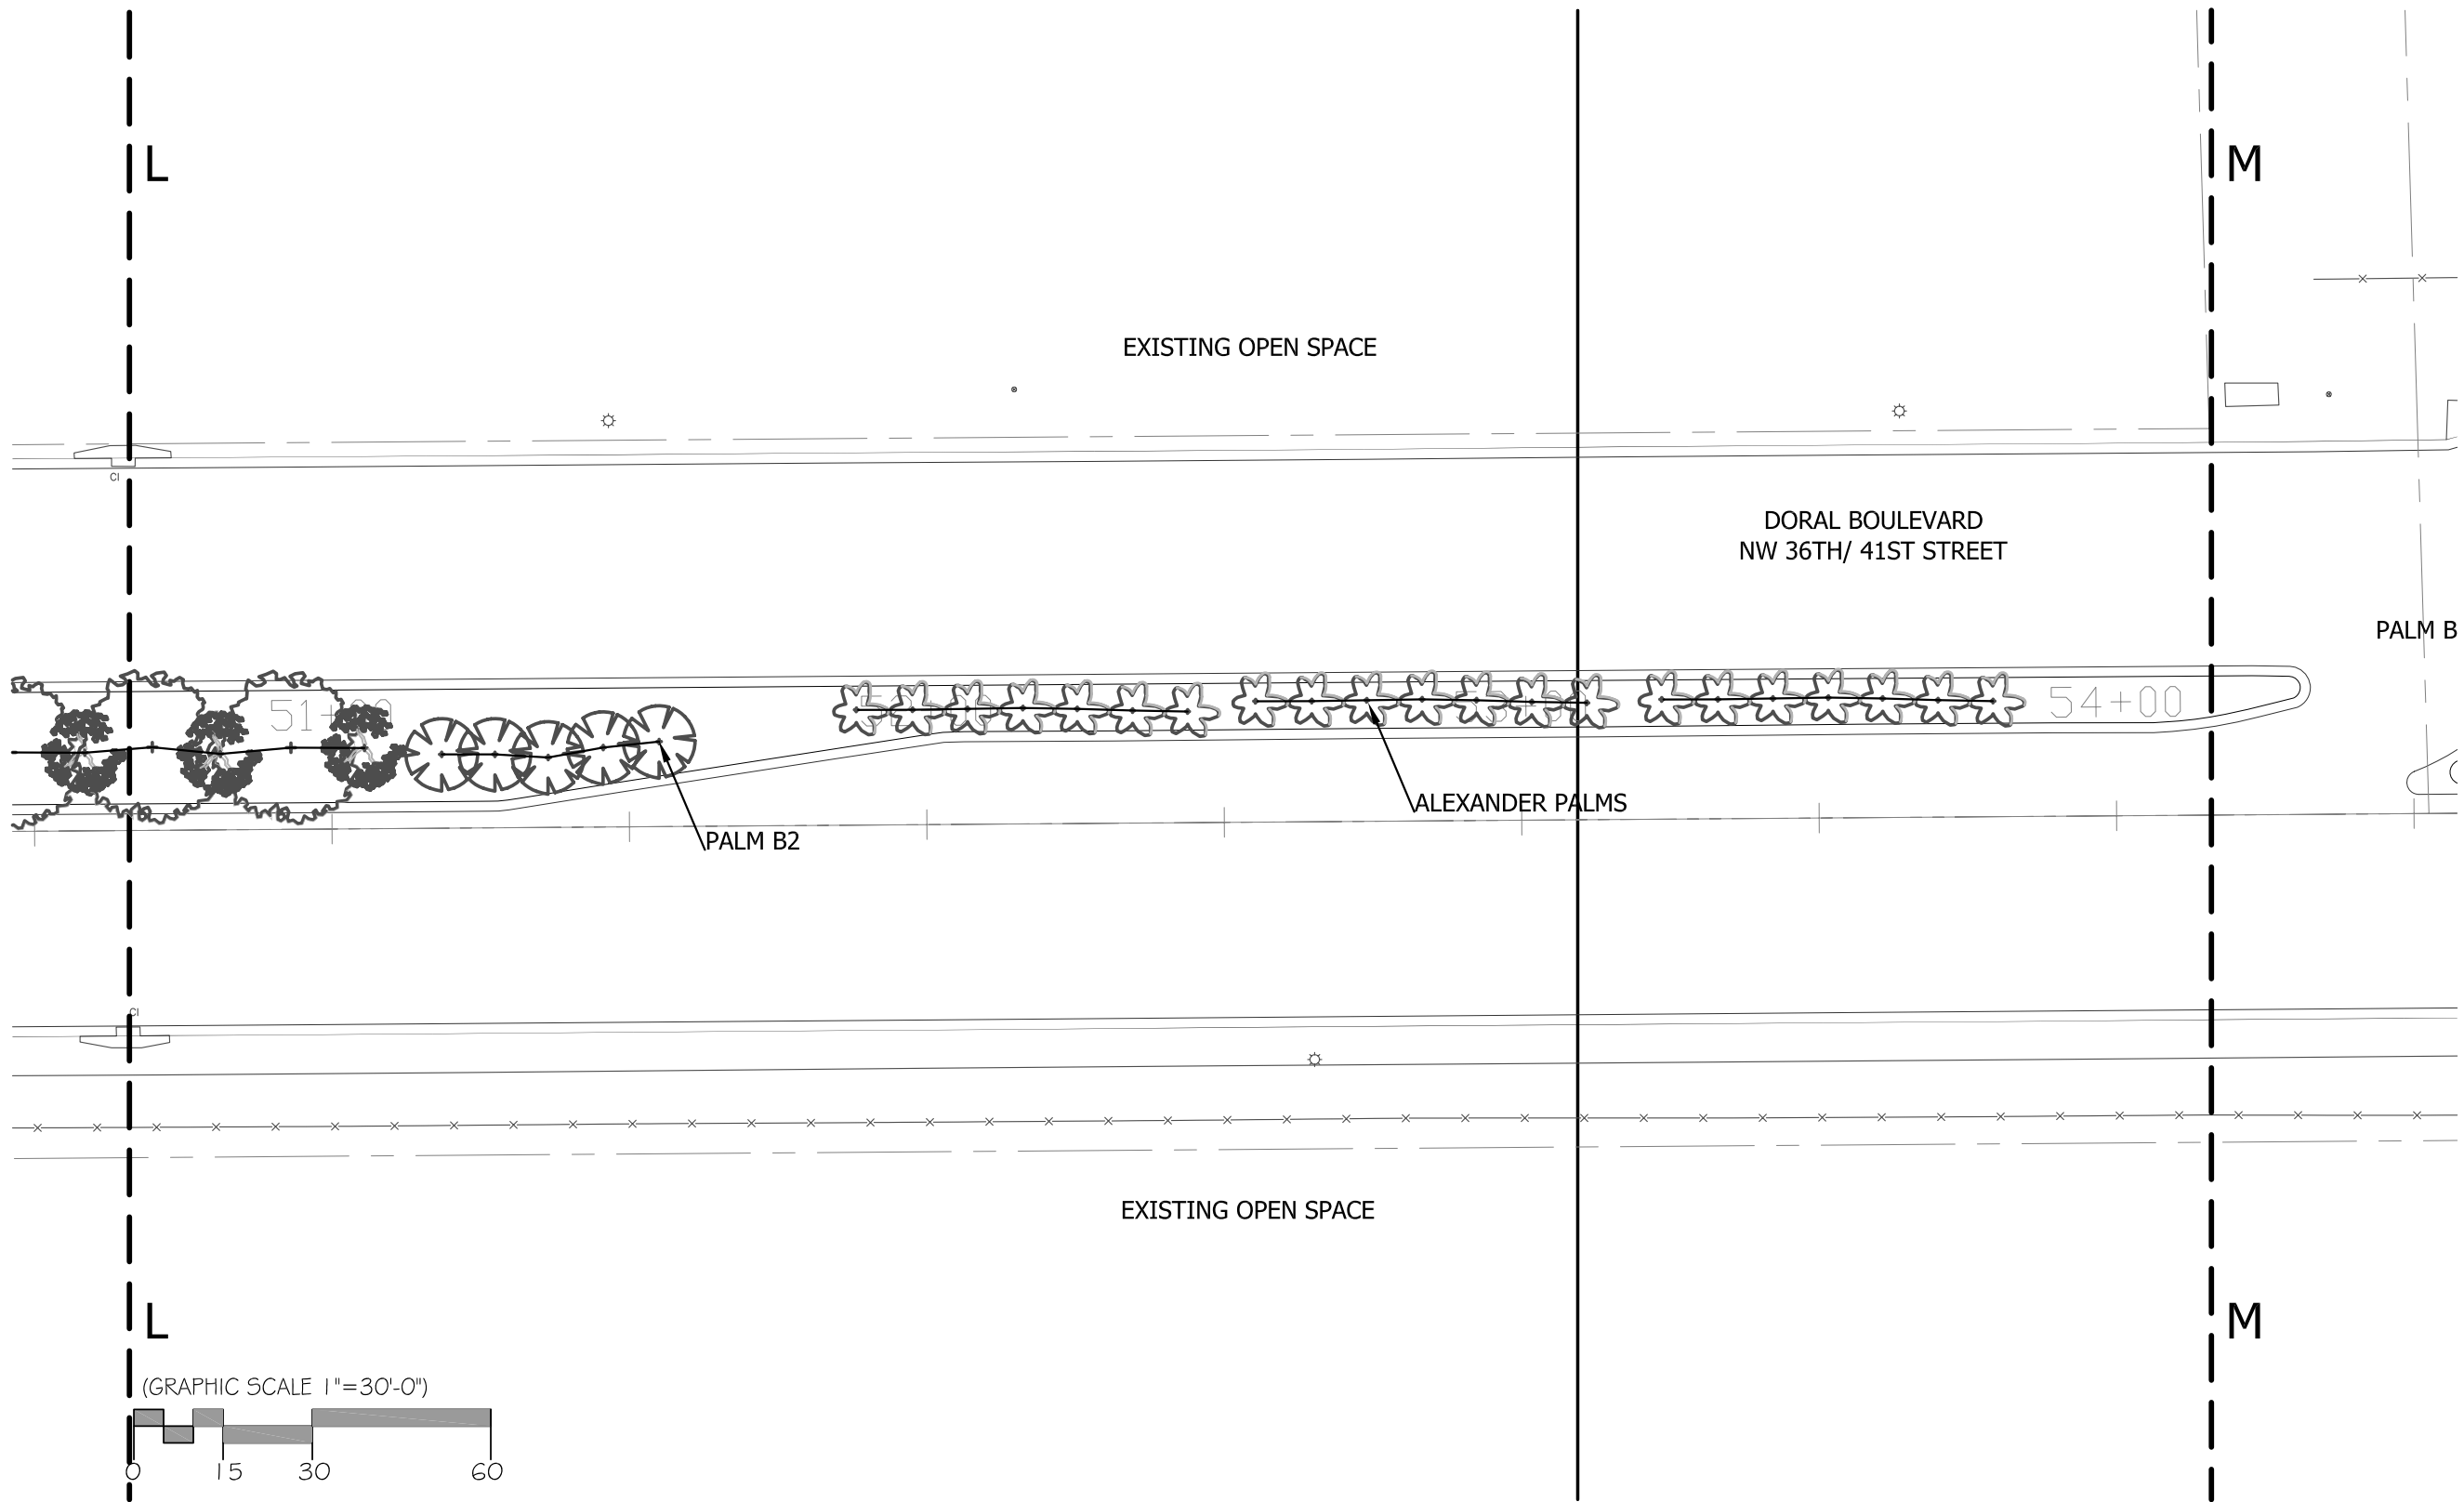 L
M
EXISTING OPEN SPACE
CI
DORAL BOULEVARD
NW 36TH/ 41ST STREET
PALM B
51+00
54+00
ALEXANDER PALMS
PALM B2
CI
EXISTING OPEN SPACE
L
M
(GRAPHIC SCALE 1"=30'-0")
0 15 30 60